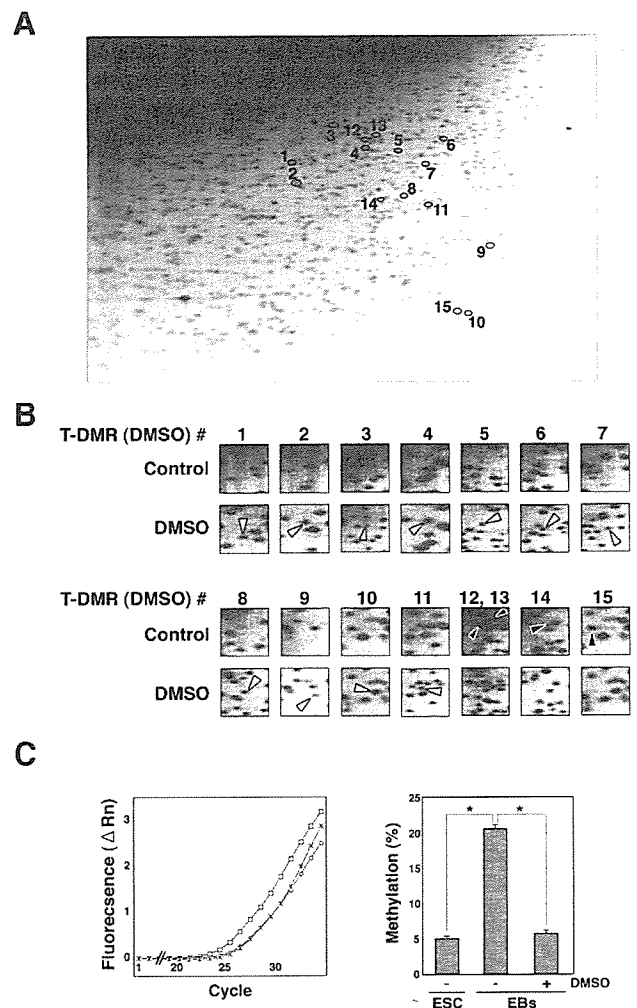 A
3 12 13
4 5 6
1
2 7
14 8
11
9
15 10
B
T-DMR (DMSO) # 1 2 3 4 5 6 7
Control
DMSO
T-DMR (DMSO) # 8 9 10 11 12, 13 14 15
Control
DMSO
C
Fluorecsence (Δ Rn)
3
2
1
0
1 20 25 30
Cycle
Methylation (%)
25
20
15
10
5
0
* *
- - + DMSO
ESC EBs